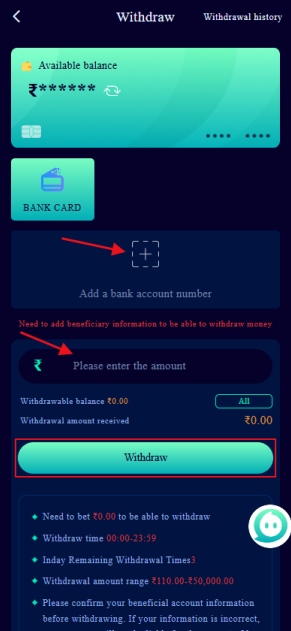 Withdraw
Withdrawal history
Available balance
₹******
**** ****
BANK CARD
Add a bank account number
Need to add beneficiary information to be able to withdraw money
₹ Please enter the amount
Withdrawable balance ₹0.00
All
Withdrawal amount received ₹0.00
Withdraw
Need to bet ₹0.00 to be able to withdraw
Withdraw time 00:00-23:59
Inday Remaining Withdrawal Times3
Withdrawal amount range ₹110.00-₹50,000.00
Please confirm your beneficial account information
before withdrawing. If your information is incorrect,